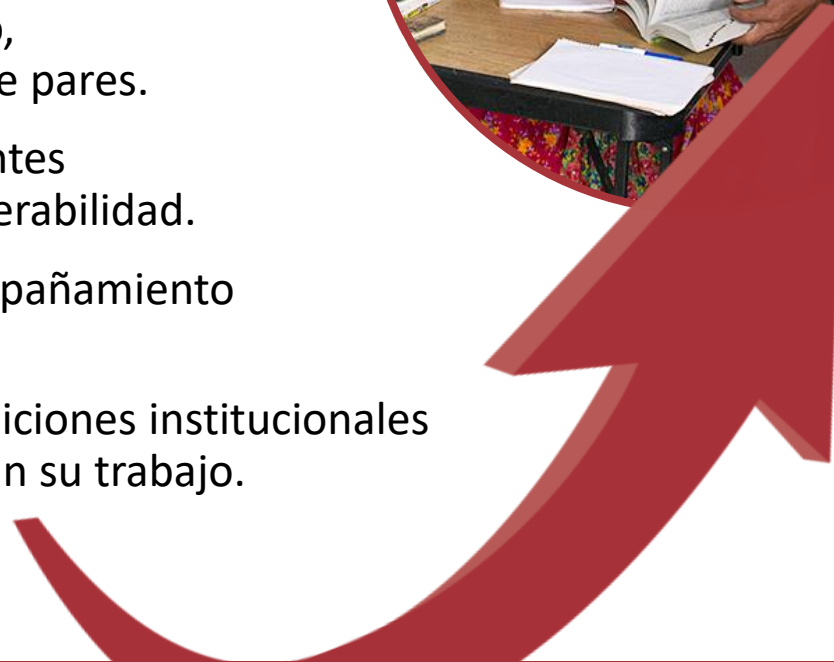 ,
e pares.
ntes
erabilidad.
pañamiento
iciones institucionales
n su trabajo.